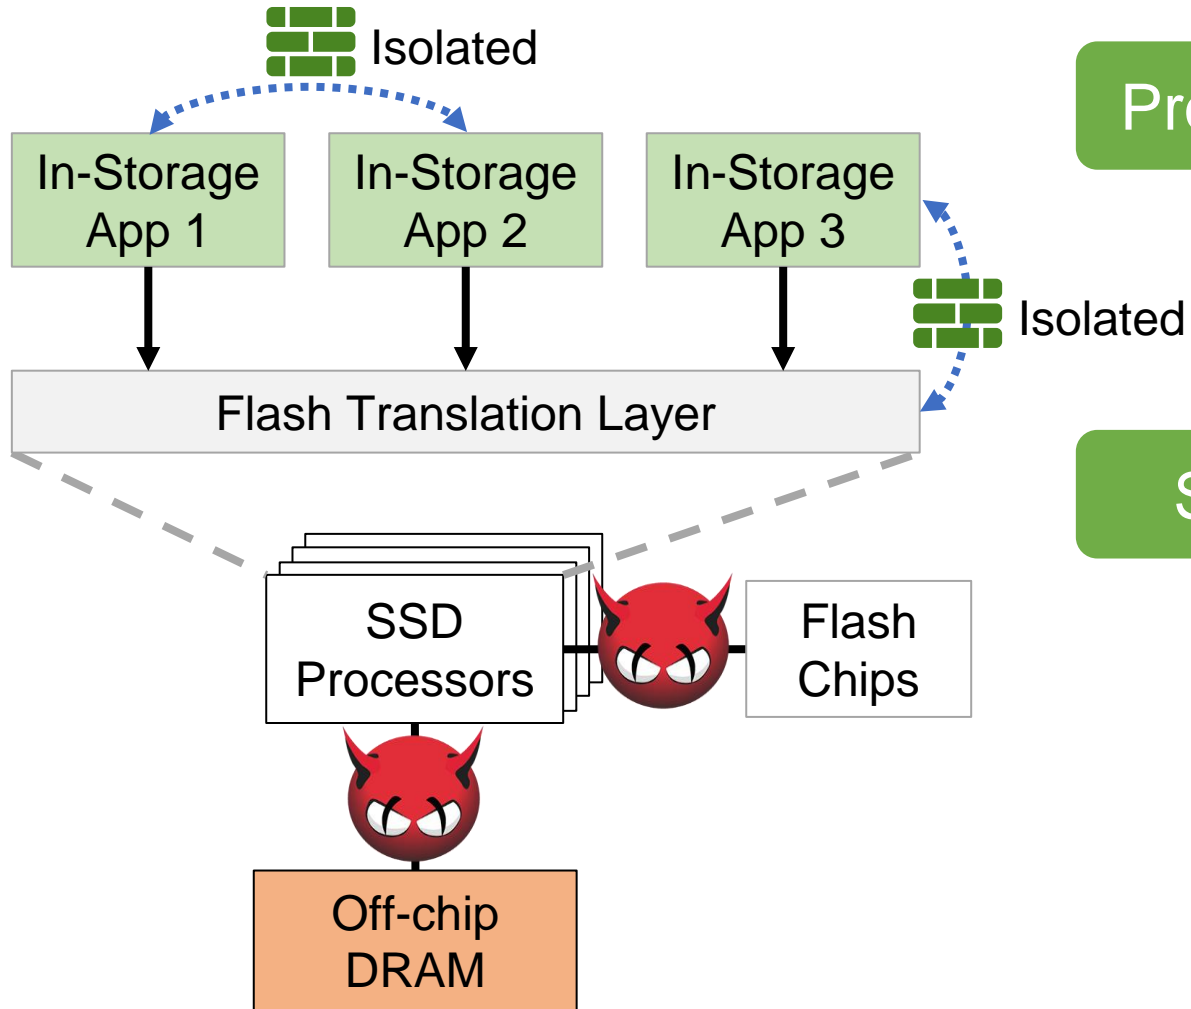 Isolated
In-Storage
App 1
In-Storage
App 2
In-Storage
App 3
Isolated
Flash Translation Layer
SSD
Processors
Flash
Chips
Off-chip
DRAM